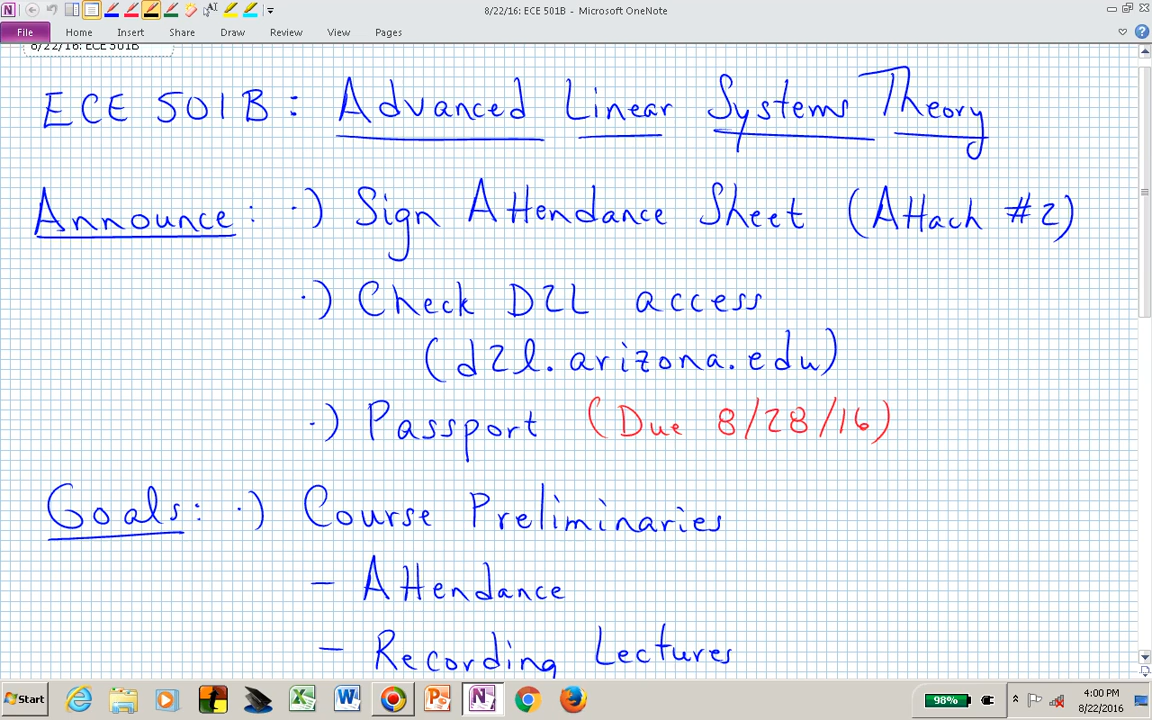 8/22/16: ECE 501B - Microsoft OneNote
File Home Insert Share Draw Review View Pages
8/22/16: ECE 501B
ECE 501B: Advanced Linear Systems Theory
Announce: ·) Sign Attendance Sheet (Attach #2)
·) Check D2L access
(d2l.arizona.edu)
·) Passport (Due 8/28/16)
Goals: ·) Course Preliminaries
- Attendance
- Recording Lectures
Start 98% 4:00 PM
8/22/2016